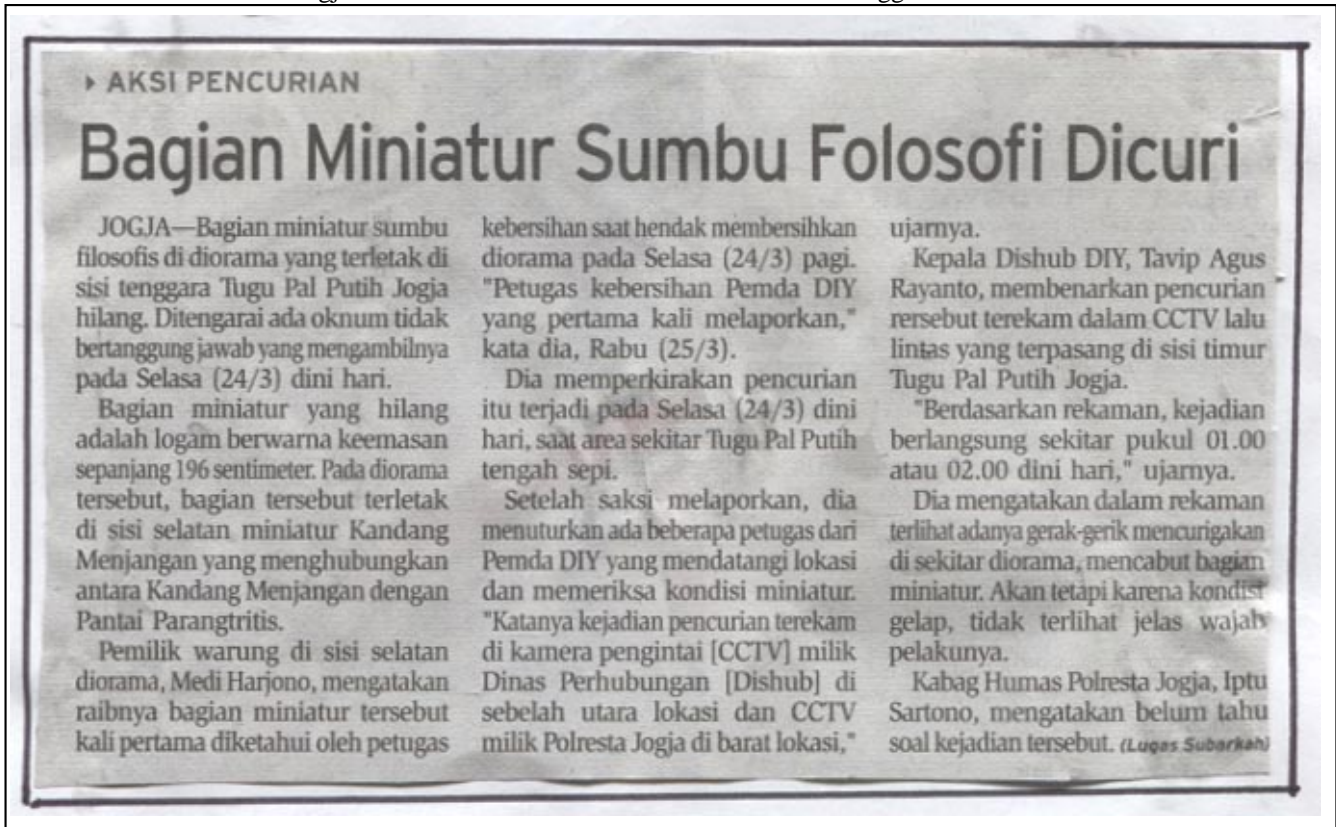 ▸ AKSI PENCURIAN
Bagian Miniatur Sumbu Folosofi Dicuri
JOGJA—Bagian miniatur sumbu
filosofis di diorama yang terletak di
sisi tenggara Tugu Pal Putih Jogja
hilang. Ditengarai ada oknum tidak
bertanggung jawab yang mengambilnya
pada Selasa (24/3) dini hari.
Bagian miniatur yang hilang
adalah logam berwarna keemasan
sepanjang 196 sentimeter. Pada diorama
tersebut, bagian tersebut terletak
di sisi selatan miniatur Kandang
Menjangan yang menghubungkan
antara Kandang Menjangan dengan
Pantai Parangtritis.
Pemilik warung di sisi selatan
diorama, Medi Harjono, mengatakan
raibnya bagian miniatur tersebut
kali pertama diketahui oleh petugas
kebersihan saat hendak membersihkan
diorama pada Selasa (24/3) pagi.
"Petugas kebersihan Pemda DIY
yang pertama kali melaporkan,"
kata dia, Rabu (25/3).
Dia memperkirakan pencurian
itu terjadi pada Selasa (24/3) dini
hari, saat area sekitar Tugu Pal Putih
tengah sepi.
Setelah saksi melaporkan, dia
menuturkan ada beberapa petugas dari
Pemda DIY yang mendatangi lokasi
dan memeriksa kondisi miniatur.
"Katanya kejadian pencurian terekam
di kamera pengintai [CCTV] milik
Dinas Perhubungan [Dishub] di
sebelah utara lokasi dan CCTV
milik Polresta Jogja di barat lokasi,"
ujarnya.
Kepala Dishub DIY, Tavip Agus
Rayanto, membenarkan pencurian
rersebut terekam dalam CCTV lalu
lintas yang terpasang di sisi timur
Tugu Pal Putih Jogja.
"Berdasarkan rekaman, kejadian
berlangsung sekitar pukul 01.00
atau 02.00 dini hari," ujarnya.
Dia mengatakan dalam rekaman
terlihat adanya gerak-gerik mencurigakan
di sekitar diorama, mencabut bagian
miniatur. Akan tetapi karena kondisi
gelap, tidak terlihat jelas wajah
pelakunya.
Kabag Humas Polresta Jogja, Iptu
Sartono, mengatakan belum tahu
soal kejadian tersebut. (Lugas Subarkah)